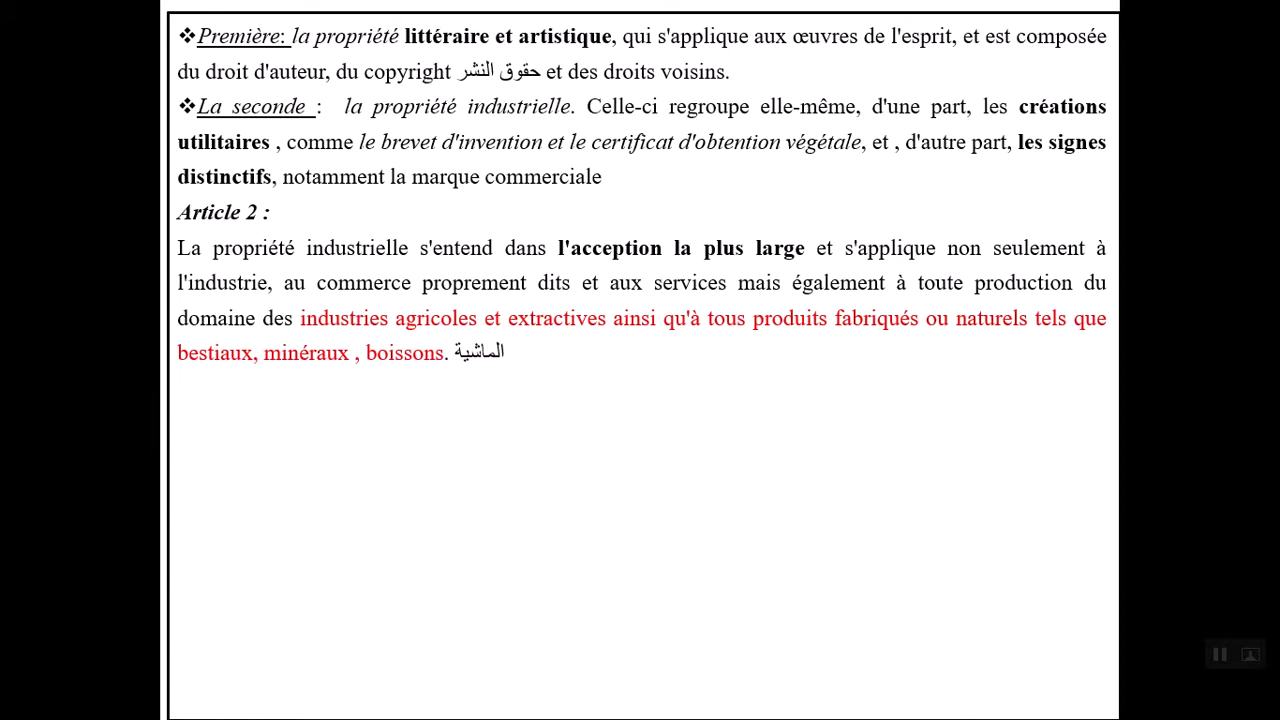 ❖Première: la propriété littéraire et artistique, qui s'applique aux œuvres de l'esprit, et est composée
du droit d'auteur, du copyright حقوق النشر et des droits voisins.
❖La seconde : la propriété industrielle. Celle-ci regroupe elle-même, d'une part, les créations
utilitaires , comme le brevet d'invention et le certificat d'obtention végétale, et , d'autre part, les signes
distinctifs, notamment la marque commerciale
Article 2 :
La propriété industrielle s'entend dans l'acception la plus large et s'applique non seulement à
l'industrie, au commerce proprement dits et aux services mais également à toute production du
domaine des industries agricoles et extractives ainsi qu'à tous produits fabriqués ou naturels tels que
bestiaux, minéraux , boissons. الماشية